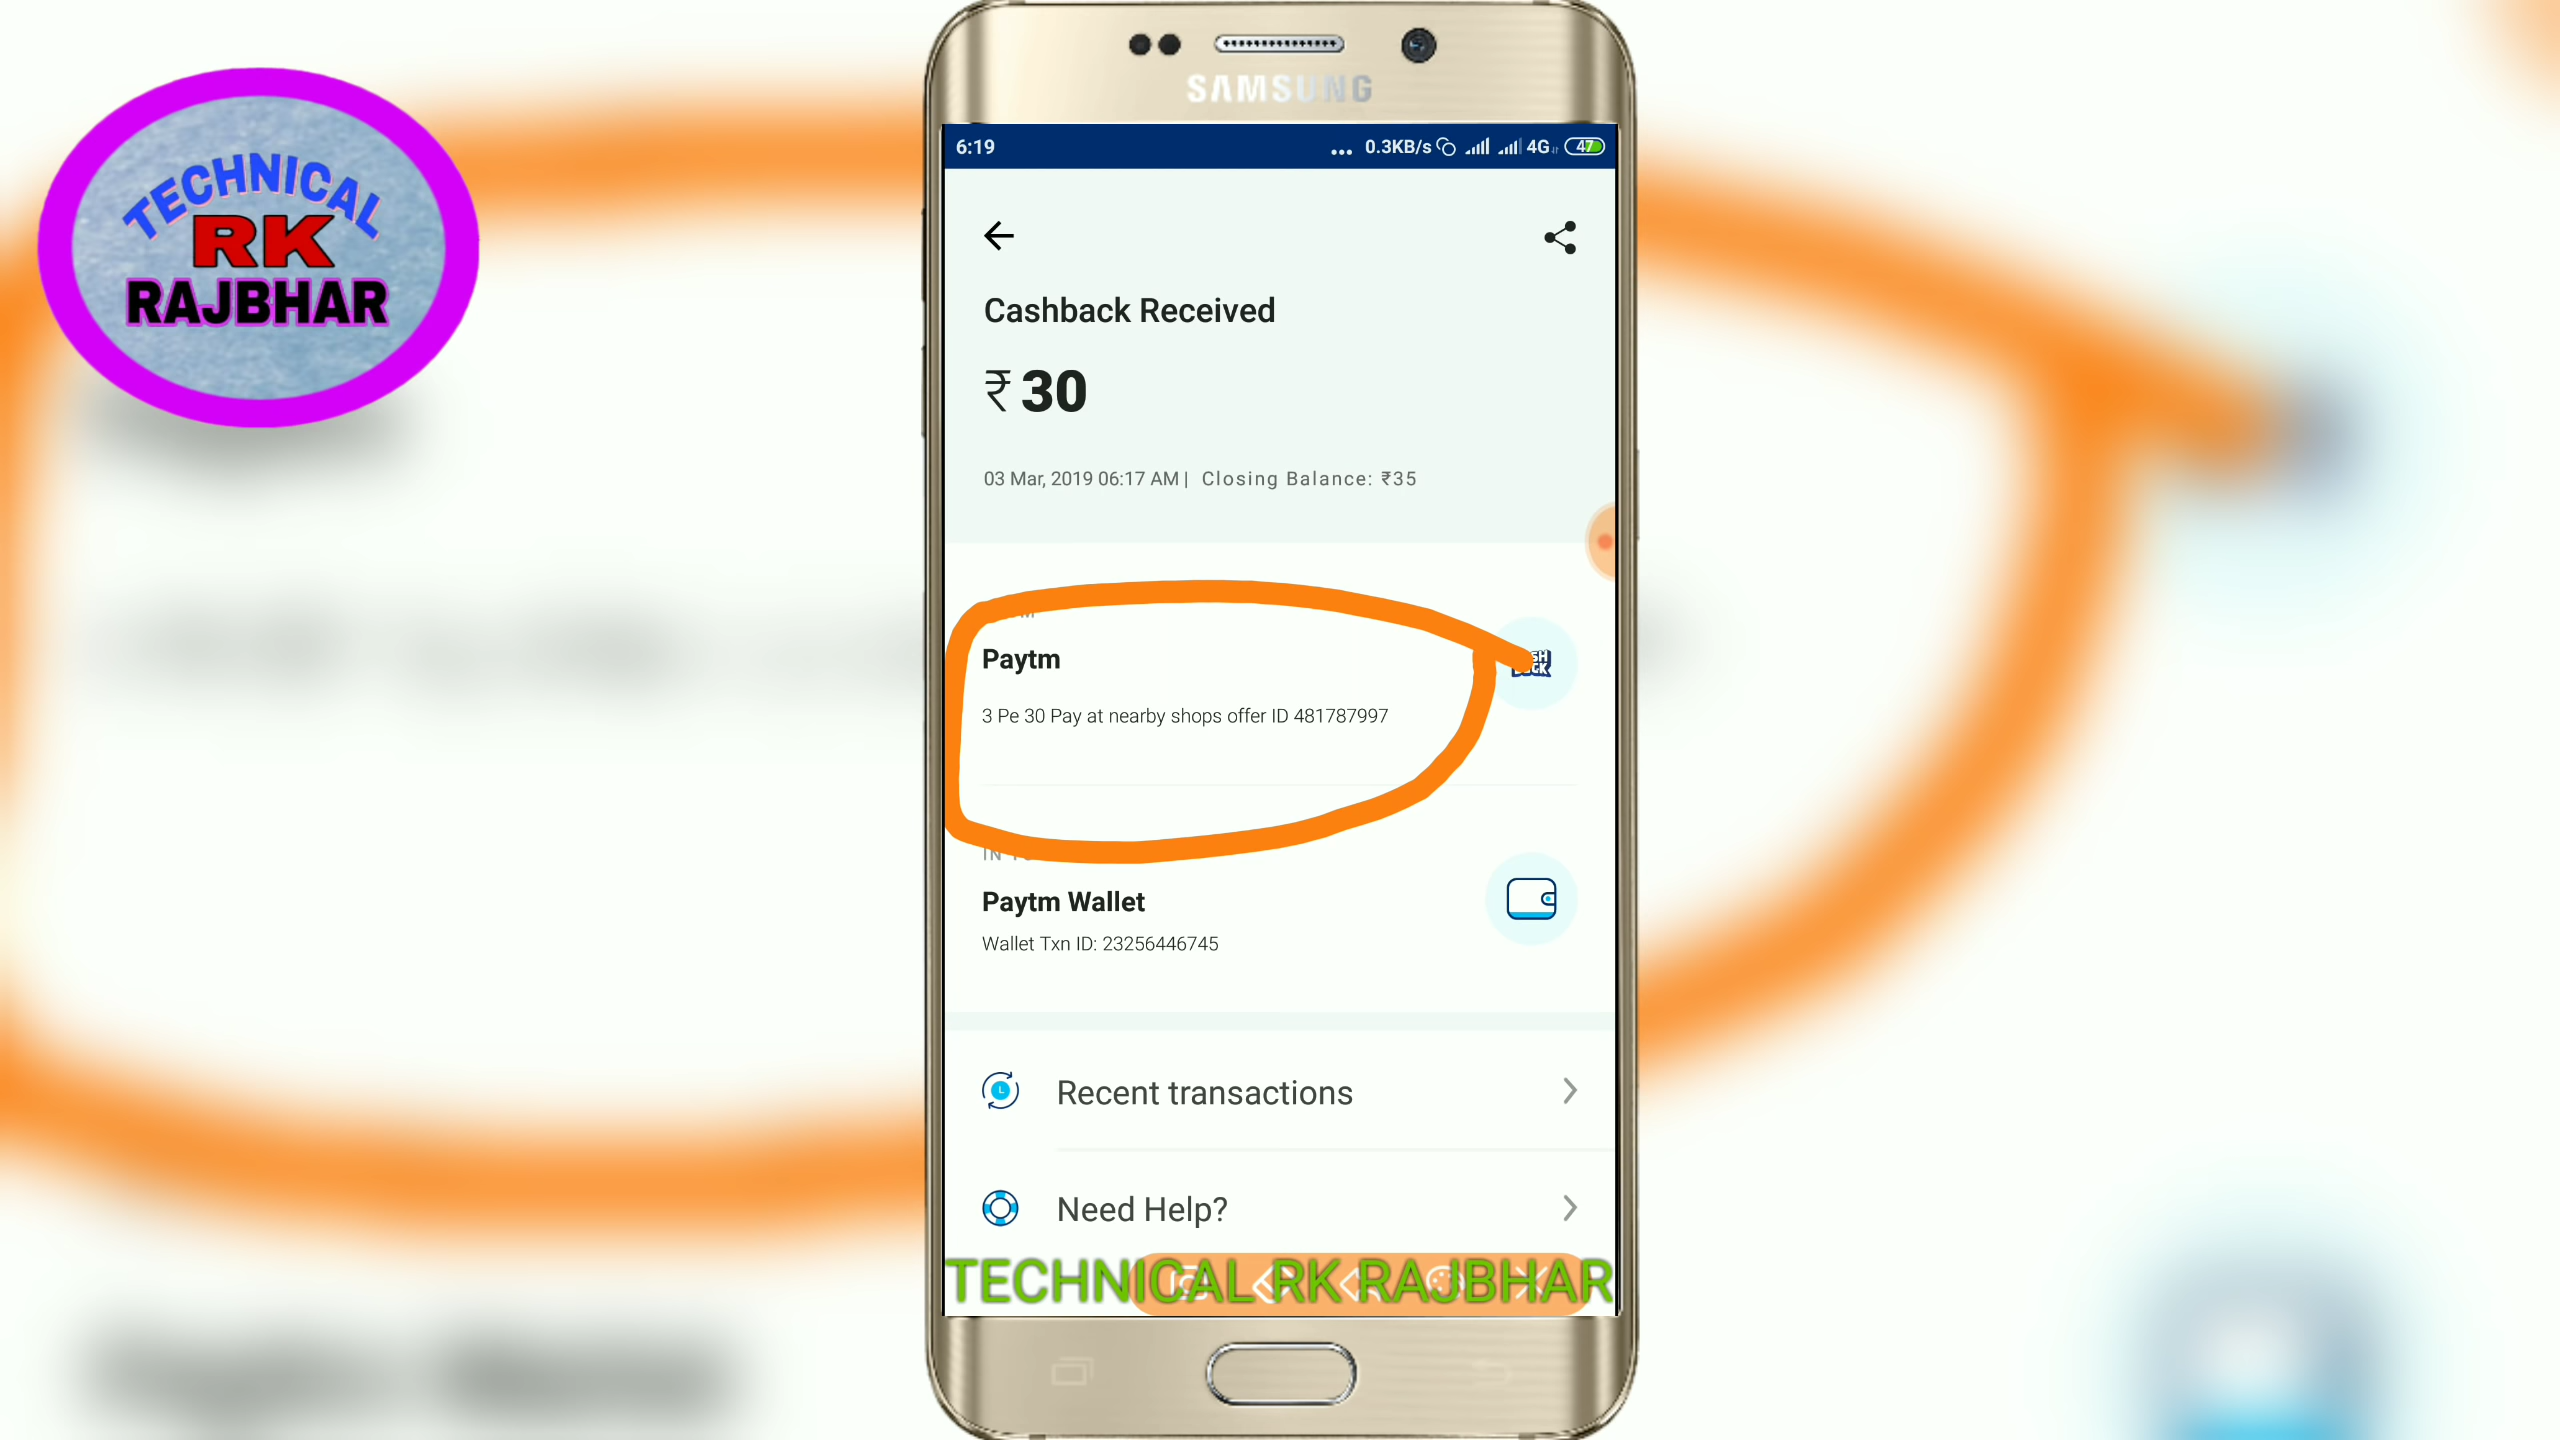 TECHNICAL
RK
RAJBHAR
SAMSUNG
6:19 ... 0.3KB/s 4G 47
Cashback Received
₹30
03 Mar, 2019 06:17 AM | Closing Balance: ₹35
Paytm
3 Pe 30 Pay at nearby shops offer ID 481787997
Paytm Wallet
Wallet Txn ID: 23256446745
Recent transactions
Need Help?
TECHNICAL RK RAJBHAR